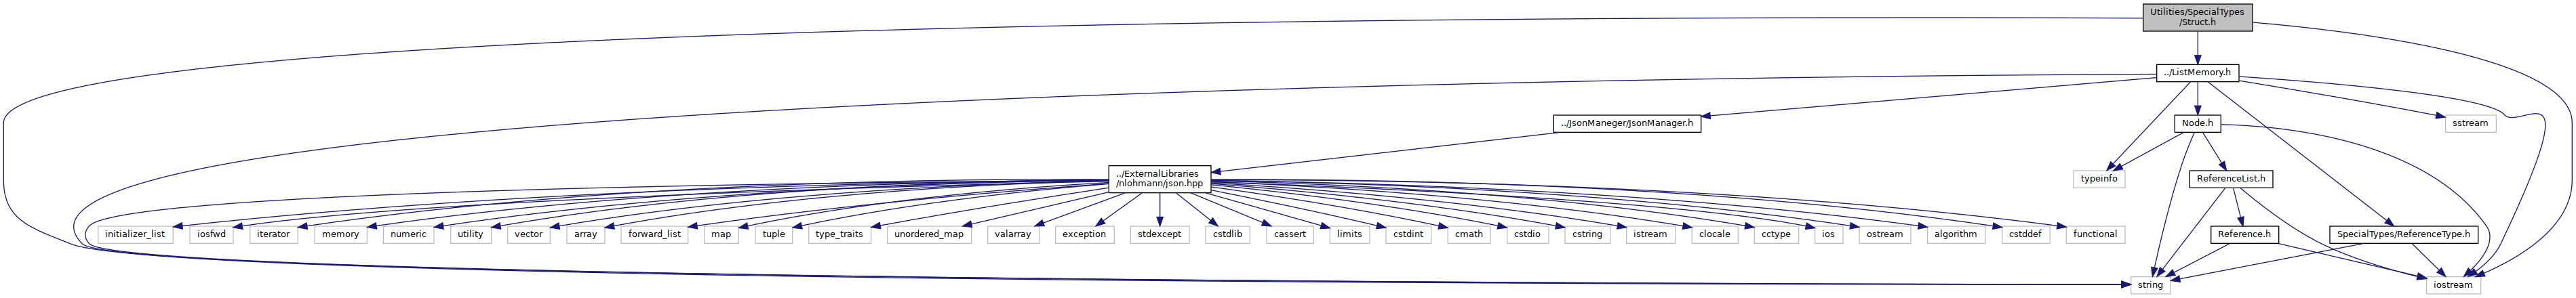 Utilities/SpecialTypes
/Struct.h
../ListMemory.h
../JsonManeger/JsonManager.h
Node.h
sstream
../ExternalLibraries
/nlohmann/json.hpp
typeinfo
ReferenceList.h
initializer_list
iosfwd
iterator
memory
numeric
utility
vector
array
forward_list
map
tuple
type_traits
unordered_map
valarray
exception
stdexcept
cstdlib
cassert
limits
cstdint
cmath
cstdio
cstring
istream
clocale
cctype
ios
ostream
algorithm
cstddef
functional
Reference.h
SpecialTypes/ReferenceType.h
string
iostream